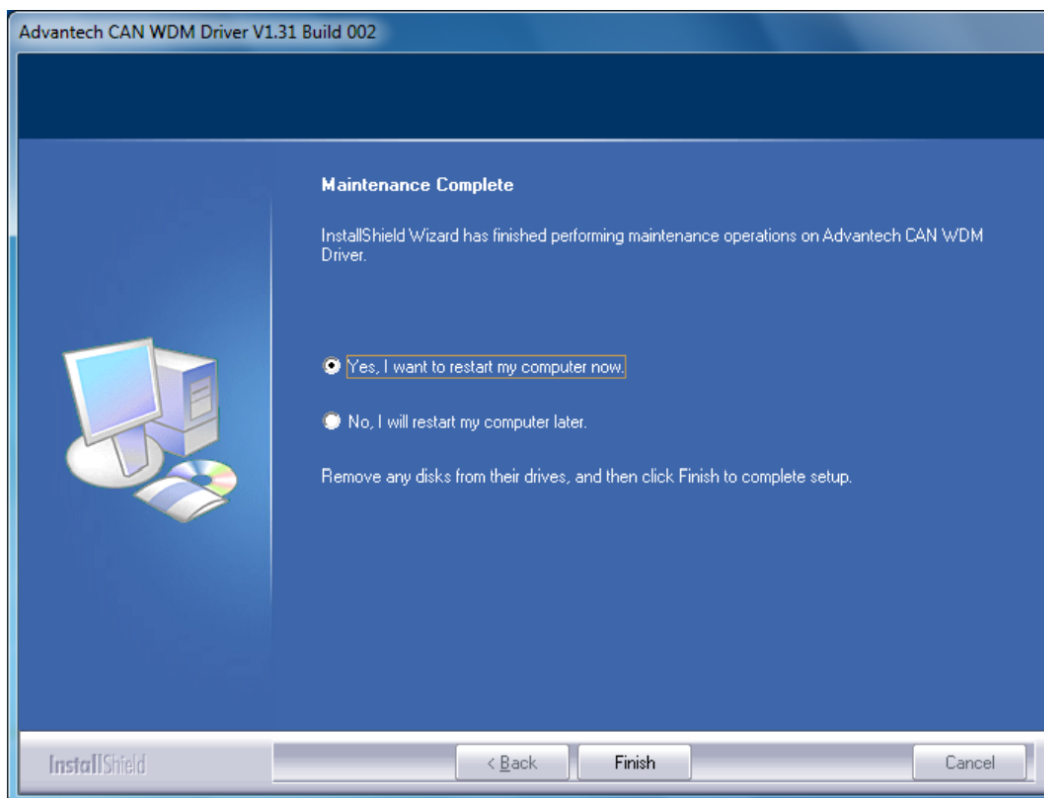 Advantech CAN WDM Driver V1.31 Build 002
Maintenance Complete
InstallShield Wizard has finished performing maintenance operations on Advantech CAN WDM
Driver.
Yes, I want to restart my computer now.
No, I will restart my computer later.
Remove any disks from their drives, and then click Finish to complete setup.
InstallShield
< Back
Finish
Cancel